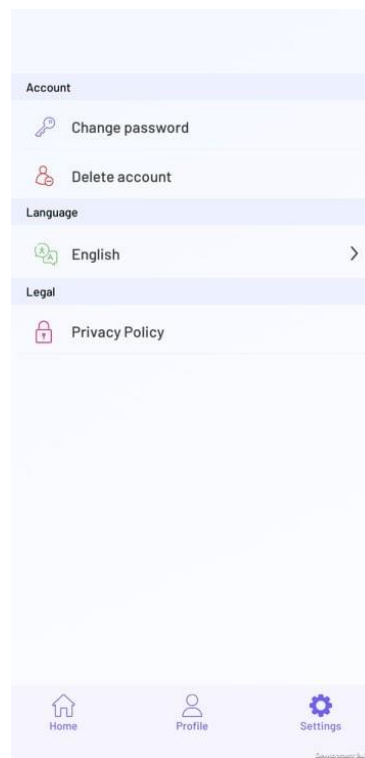 Account
Change password
Delete account
Language
English
Legal
Privacy Policy
Home
Profile
Settings